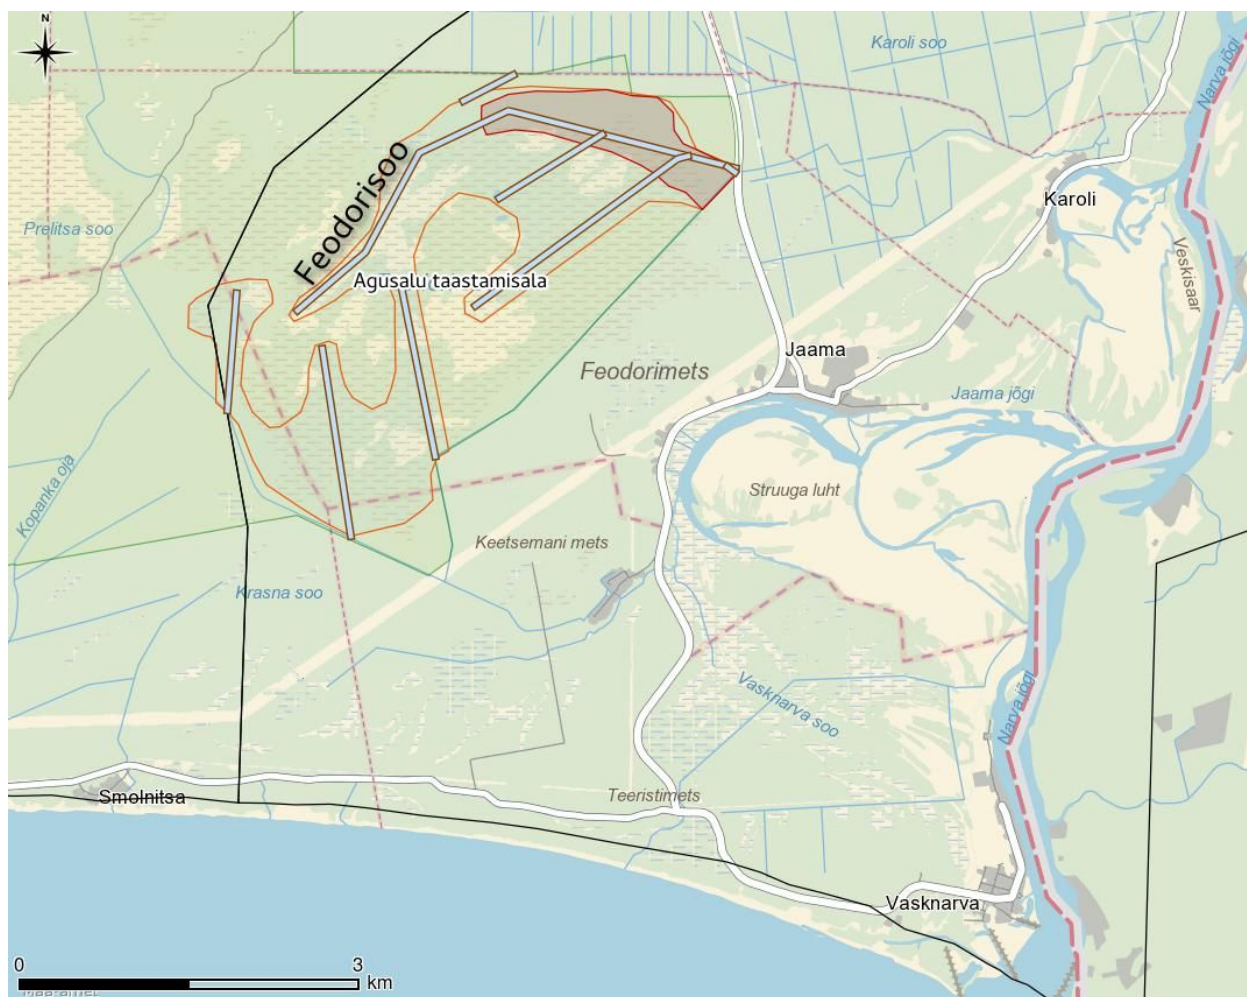 N
Karoli soo
Narva jõgi
Feodorisoo
Karoli
Prelitsa soo
Veskisaar
Agusalu taastamisala
Jaama
Feodorimets
Jaama jõgi
Kopanka oja
Struuga luht
Keetsemani mets
Krasna soo
Vasknarva soo
Narva jõgi
Smolnitsa
Teeristimets
Vasknarva
0 3
km